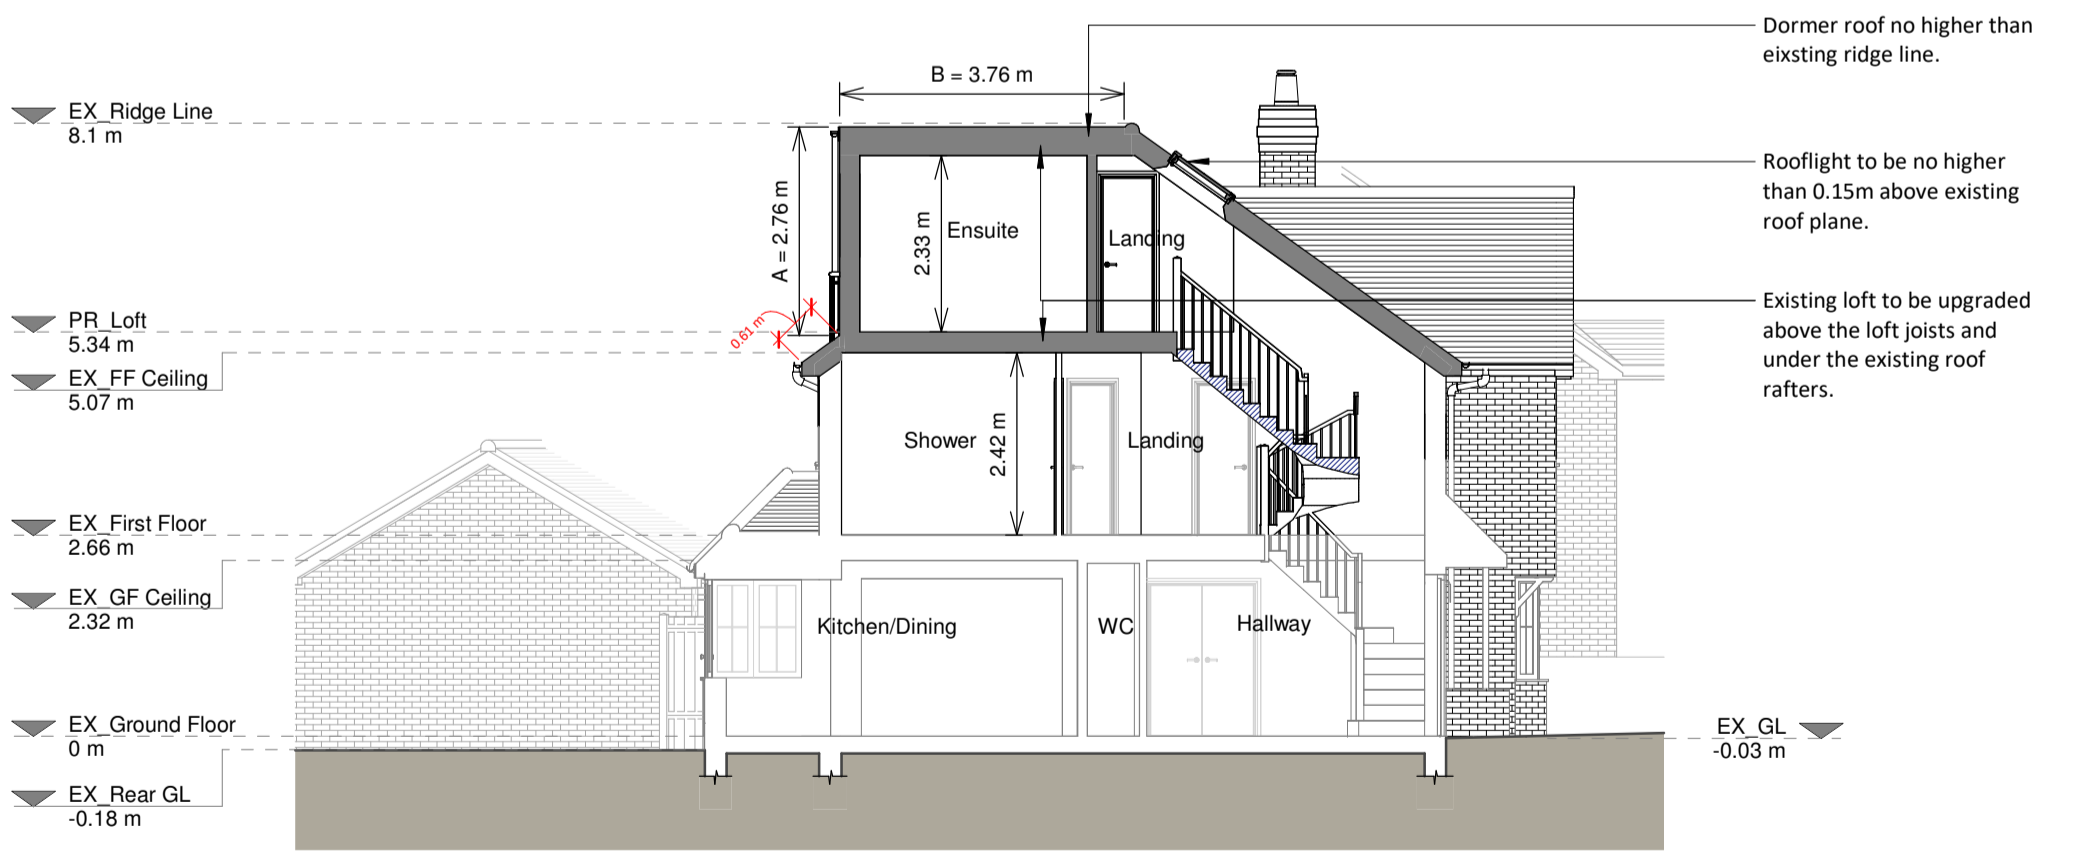 Dormer roof no higher than
eixsting ridge line.
B = 3.76 m
EX_Ridge Line
8.1 m
Rooflight to be no higher
than 0.15m above existing
roof plane.
A = 2.76 m
2.33 m
Ensuite
Landing
Existing loft to be upgraded
above the loft joists and
under the existing roof
rafters.
PR_Loft
5.34 m
0.61 m
EX_FF Ceiling
5.07 m
Shower
2.42 m
Landing
EX_First Floor
2.66 m
EX_GF Ceiling
2.32 m
Kitchen/Dining
WC
Hallway
EX_Ground Floor
0 m
EX_GL
-0.03 m
EX_Rear GL
-0.18 m